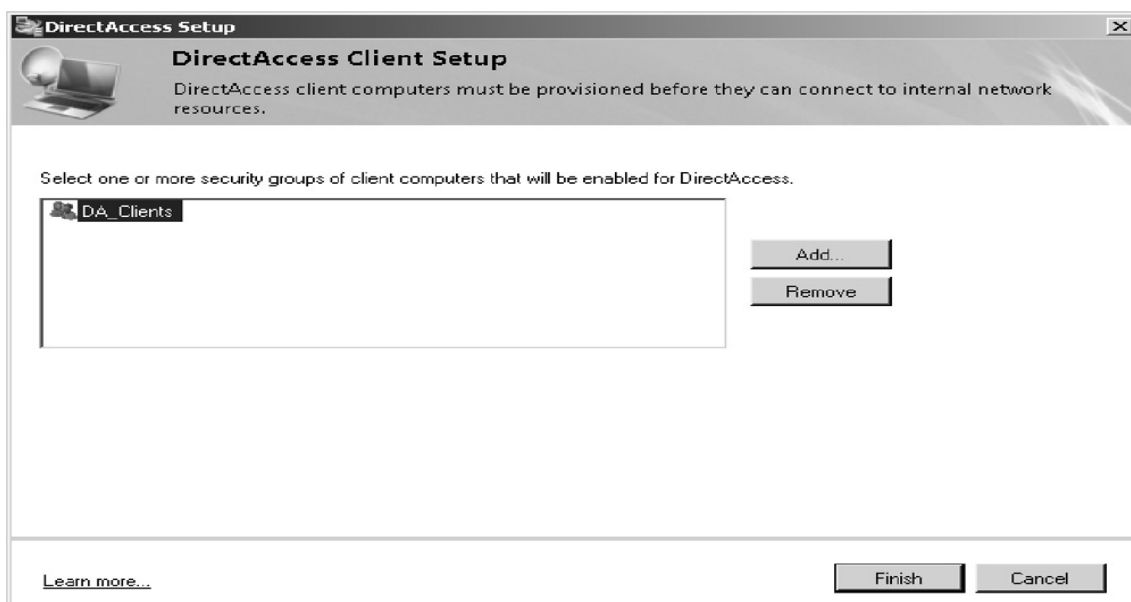 DirectAccess Setup
DirectAccess Client Setup
DirectAccess client computers must be provisioned before they can connect to internal network
resources.
Select one or more security groups of client computers that will be enabled for DirectAccess.
DA_Clients
Add...
Remove
Learn more...
Finish
Cancel